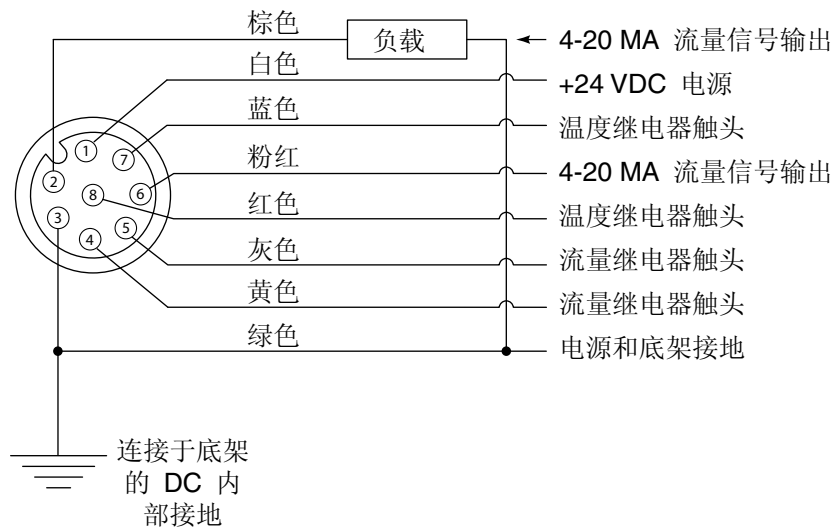 棕色
负载
4-20 MA 流量信号输出
白色
+24 VDC 电源
蓝色
温度继电器触头
粉红
4-20 MA 流量信号输出
红色
温度继电器触头
灰色
流量继电器触头
黄色
流量继电器触头
绿色
电源和底架接地
1
7
2
8
6
3
5
4
连接于底架
的 DC 内
部接地